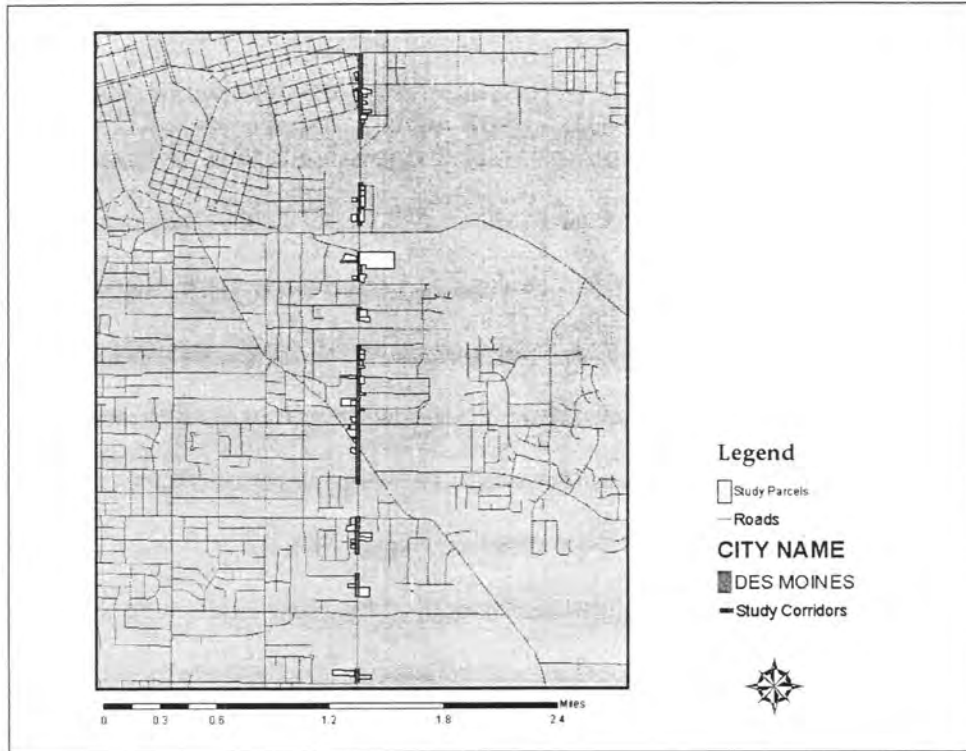 Legend
Study Parcels
Roads
CITY NAME
DES MOINES
Study Corridors
Miles
0 0.3 0.6 1.2 1.8 2.4